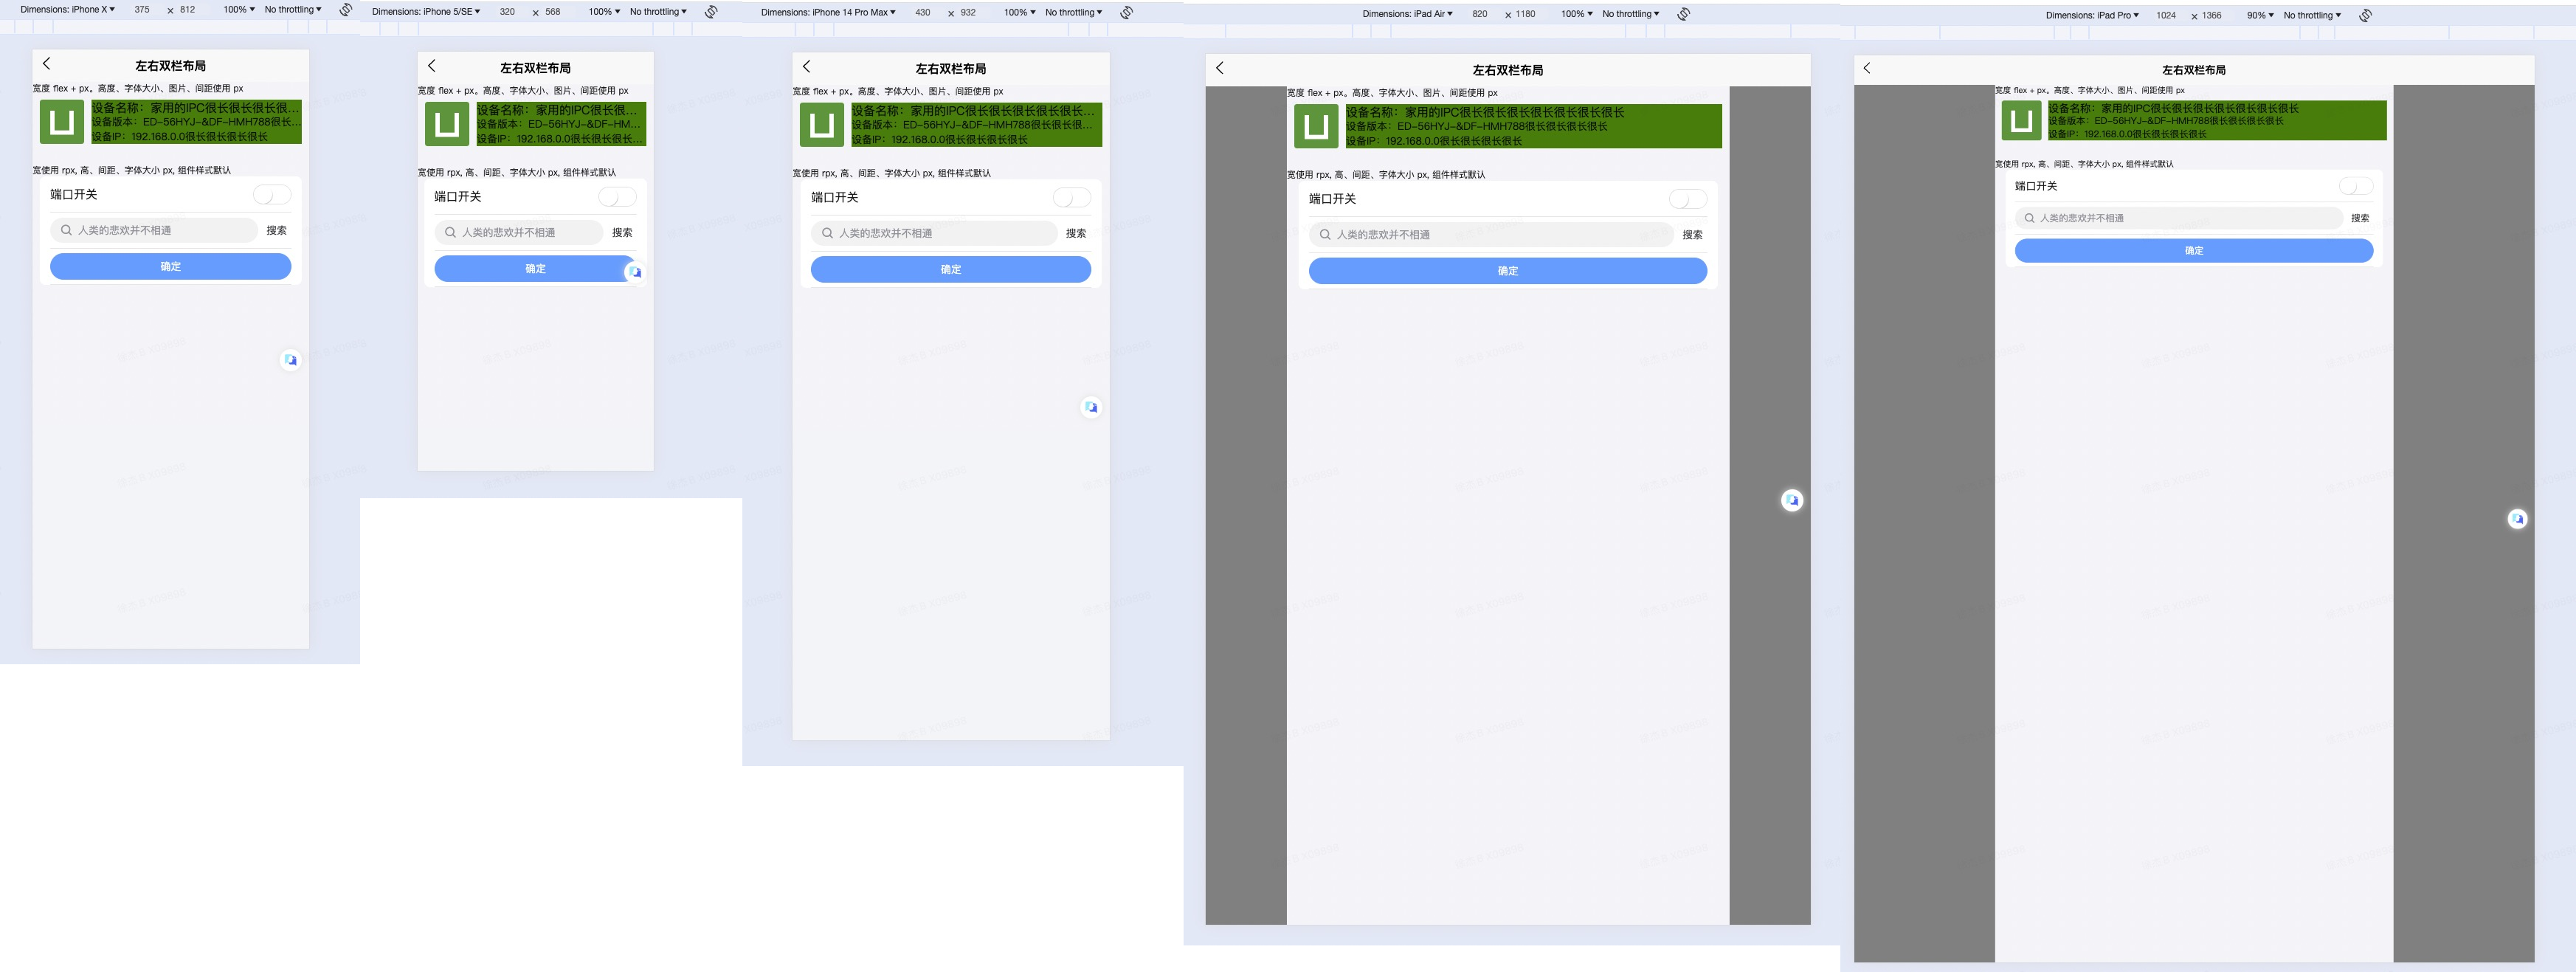 Dimensions: iPhone X ▼ 375 × 812 100% ▼ No throttling ▼
左右双栏布局
宽度 flex + px。高度、字体大小、图片、间距使用 px
设备名称：家用的IPC很长很长很长很...
设备版本：ED-56HYJ-&DF-HMH788很长...
设备IP：192.168.0.0很长很长很长很长
宽使用 rpx, 高、间距、字体大小 px, 组件样式默认
端口开关
人类的悲欢并不相通 搜索
确定
Dimensions: iPhone 5/SE ▼ 320 × 568 100% ▼ No throttling ▼
左右双栏布局
宽度 flex + px。高度、字体大小、图片、间距使用 px
设备名称：家用的IPC很长很...
设备版本：ED-56HYJ-&DF-HM...
设备IP：192.168.0.0很长很长很长...
宽使用 rpx, 高、间距、字体大小 px, 组件样式默认
端口开关
人类的悲欢并不相通 搜索
确定
Dimensions: iPhone 14 Pro Max ▼ 430 × 932 100% ▼ No throttling ▼
左右双栏布局
宽度 flex + px。高度、字体大小、图片、间距使用 px
设备名称：家用的IPC很长很长很长很长很长...
设备版本：ED-56HYJ-&DF-HMH788很长很长很...
设备IP：192.168.0.0很长很长很长很长
宽使用 rpx, 高、间距、字体大小 px, 组件样式默认
端口开关
人类的悲欢并不相通 搜索
确定
Dimensions: iPad Air ▼ 820 × 1180 100% ▼ No throttling ▼
左右双栏布局
宽度 flex + px。高度、字体大小、图片、间距使用 px
设备名称：家用的IPC很长很长很长很长很长很长很长
设备版本：ED-56HYJ-&DF-HMH788很长很长很长很长
设备IP：192.168.0.0很长很长很长很长
宽使用 rpx, 高、间距、字体大小 px, 组件样式默认
端口开关
人类的悲欢并不相通 搜索
确定
Dimensions: iPad Pro ▼ 1024 × 1366 90% ▼ No throttling ▼
左右双栏布局
宽度 flex + px。高度、字体大小、图片、间距使用 px
设备名称：家用的IPC很长很长很长很长很长很长很长
设备版本：ED-56HYJ-&DF-HMH788很长很长很长很长
设备IP：192.168.0.0很长很长很长很长
宽使用 rpx, 高、间距、字体大小 px, 组件样式默认
端口开关
人类的悲欢并不相通 搜索
确定